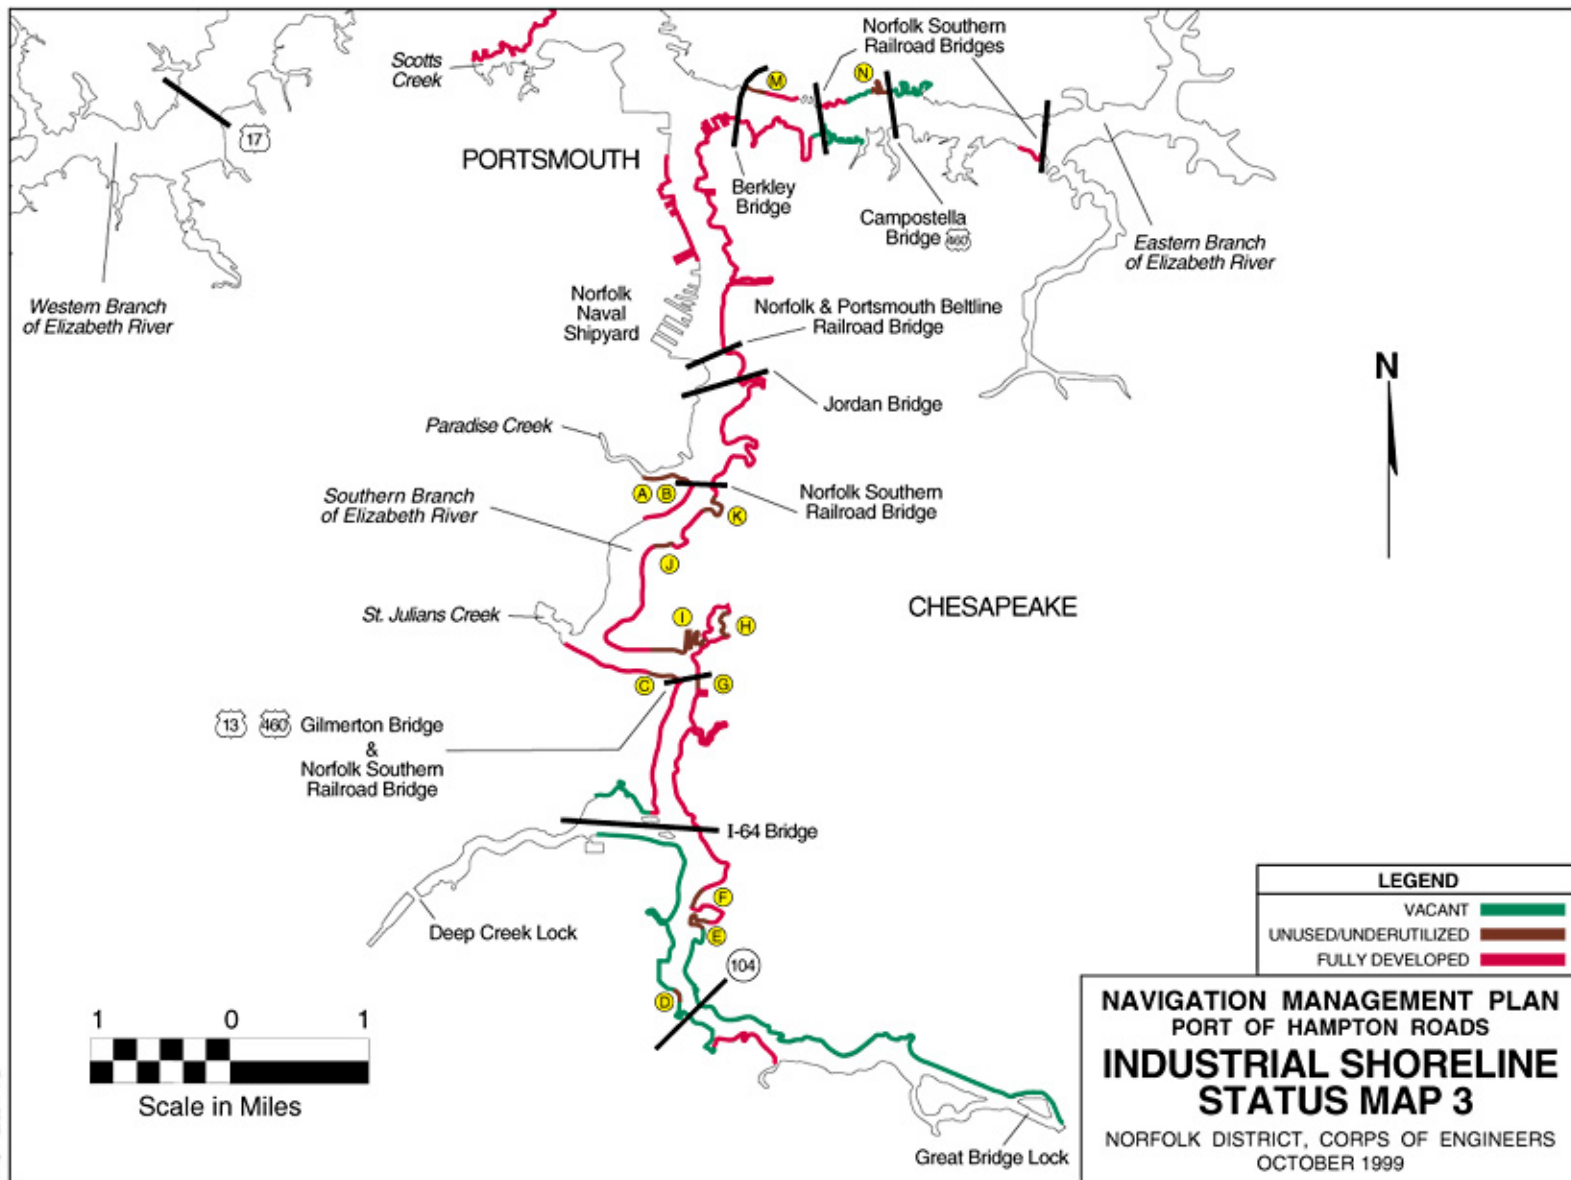 Norfolk Southern
Railroad Bridges
Scotts
Creek
M
N
17
PORTSMOUTH
Berkley
Bridge
Campostella
Bridge 460
Eastern Branch
of Elizabeth River
Western Branch
of Elizabeth River
Norfolk
Naval
Shipyard
Norfolk & Portsmouth Beltline
Railroad Bridge
N
Jordan Bridge
Paradise Creek
A B
Southern Branch
of Elizabeth River
Norfolk Southern
Railroad Bridge
K
J
CHESAPEAKE
St. Julians Creek
I
H
C
G
13 460 Gilmerton Bridge
&
Norfolk Southern
Railroad Bridge
I-64 Bridge
F
E
Deep Creek Lock
104
D
LEGEND
VACANT
UNUSED/UNDERUTILIZED
FULLY DEVELOPED
1 0 1
Scale in Miles
NAVIGATION MANAGEMENT PLAN
PORT OF HAMPTON ROADS
INDUSTRIAL SHORELINE
STATUS MAP 3
NORFOLK DISTRICT, CORPS OF ENGINEERS
OCTOBER 1999
Great Bridge Lock